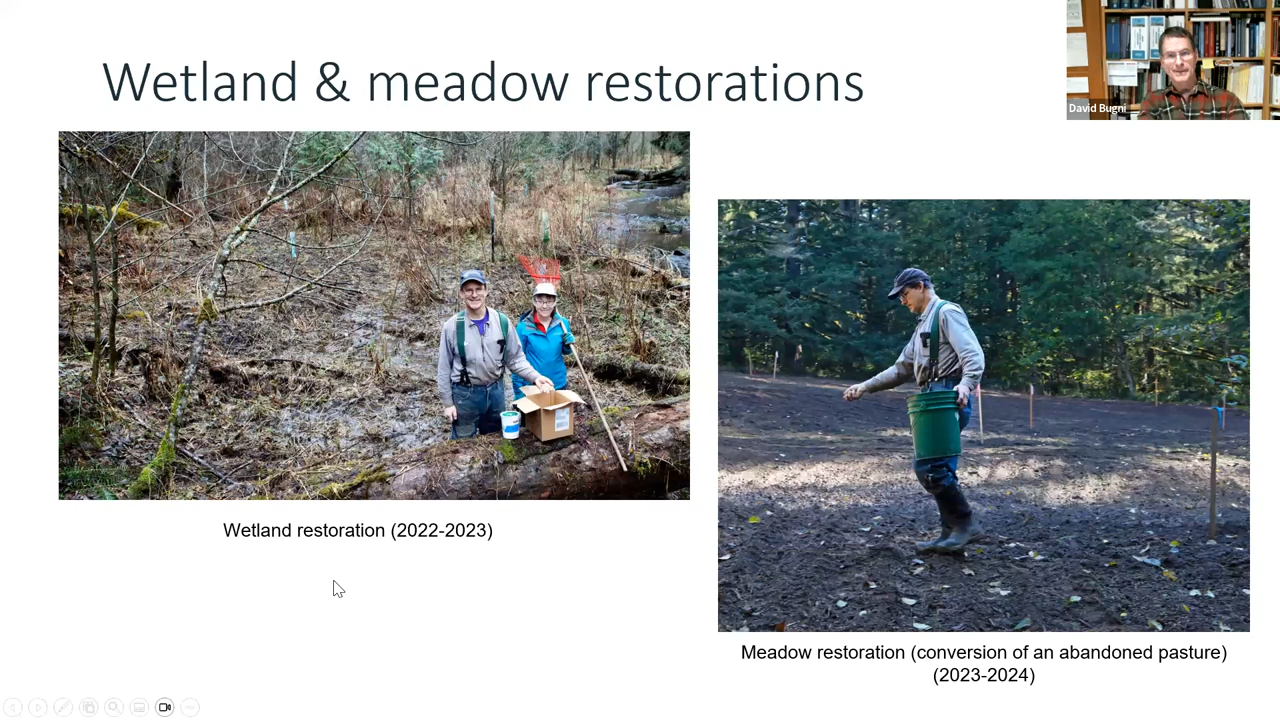 Wetland & meadow restorations
David Bugni
Wetland restoration (2022-2023)
Meadow restoration (conversion of an abandoned pasture)
(2023-2024)